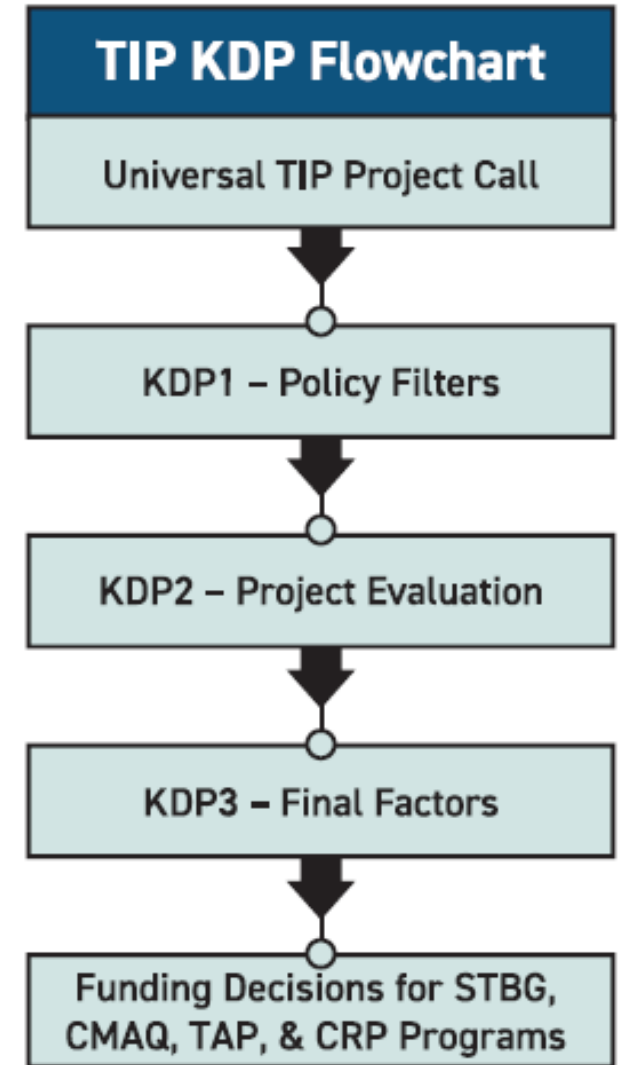 TIP KDP Flowchart
Universal TIP Project Call
KDP1 – Policy Filters
KDP2 – Project Evaluation
KDP3 – Final Factors
Funding Decisions for STBG,
CMAQ, TAP, & CRP Programs